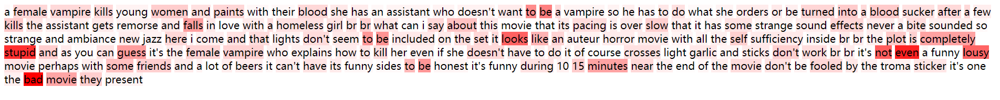 a female vampire kills young women and paints with their blood she has an assistant who doesn't want to be a vampire so he has to do what she orders or be turned into a blood sucker after a few
kills the assistant gets remorse and falls in love with a homeless girl br br what can i say about this movie that its pacing is over slow that it has some strange sound effects never a bite sounded so
strange and ambiance new jazz here i come and that lights don't seem to be included on the set it looks like an auteur horror movie with all the self sufficiency inside br br the plot is completely
stupid and as you can guess it's the female vampire who explains how to kill her even if she doesn't have to do it of course crosses light garlic and sticks don't work br br it's not even a funny lousy
movie perhaps with some friends and a lot of beers it can't have its funny sides to be honest it's funny during 10 15 minutes near the end of the movie don't be fooled by the troma sticker it's one
the bad movie they present